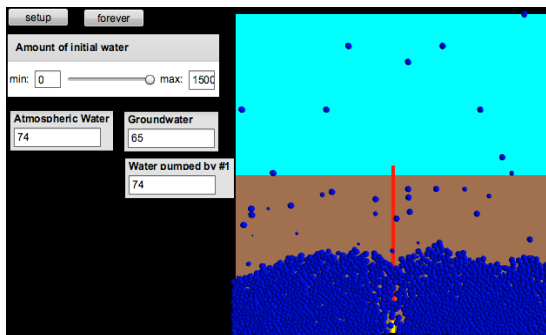 setup forever
Amount of initial water
min: 0 max: 1500
Atmospheric Water Groundwater
74 65
Water pumped by #1
74